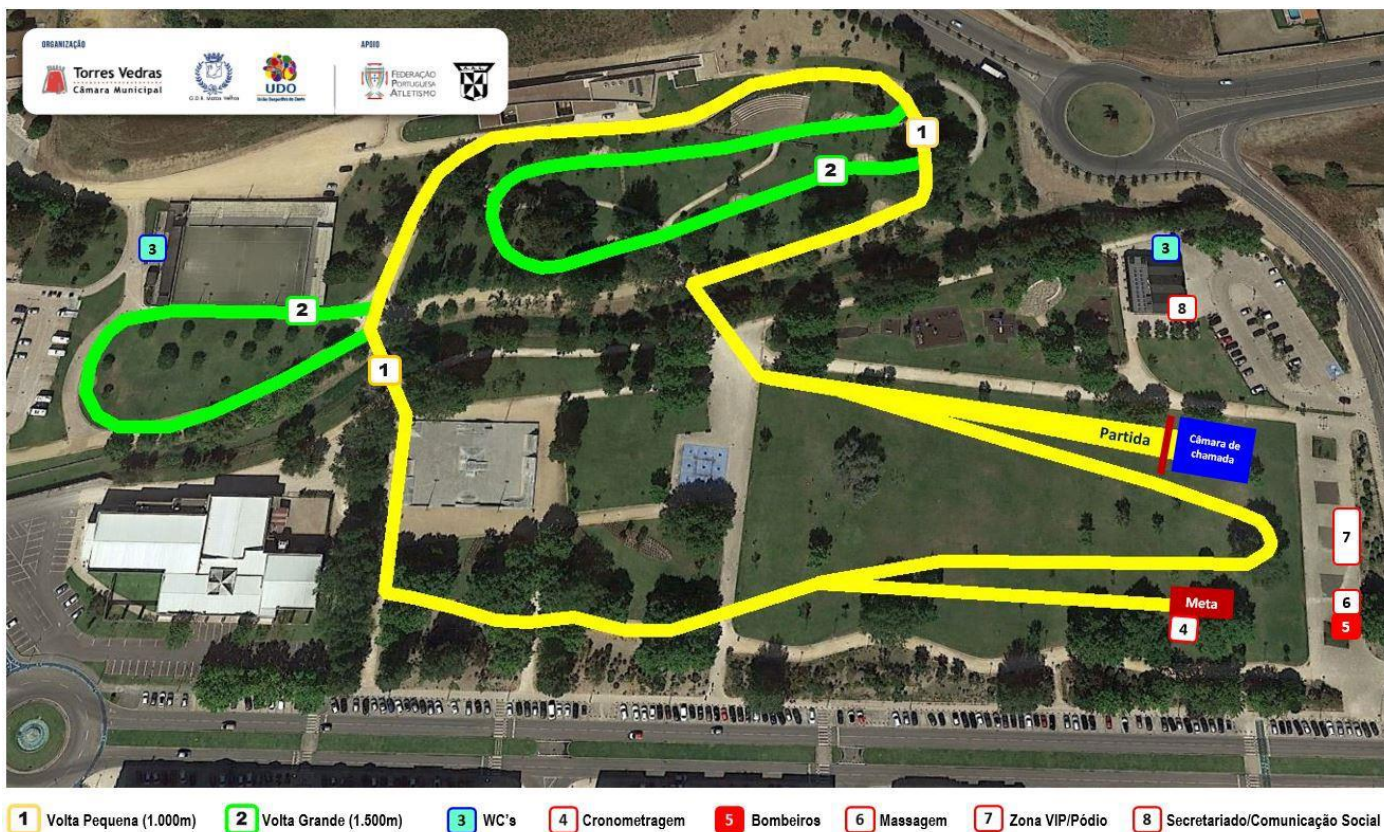 ORGANIZAÇÃO
APOIO
Torres Vedras
Câmara Municipal
UDO
FEDERAÇÃO
PORTUGUESA
ATLETISMO
1
2
3
3
2
8
1
Partida
Câmara de
chamada
7
Meta
6
4
5
1 Volta Pequena (1.000m)
2 Volta Grande (1.500m)
3 WC's
4 Cronometragem
5 Bombeiros
6 Massagem
7 Zona VIP/Pódio
8 Secretariado/Comunicação Social